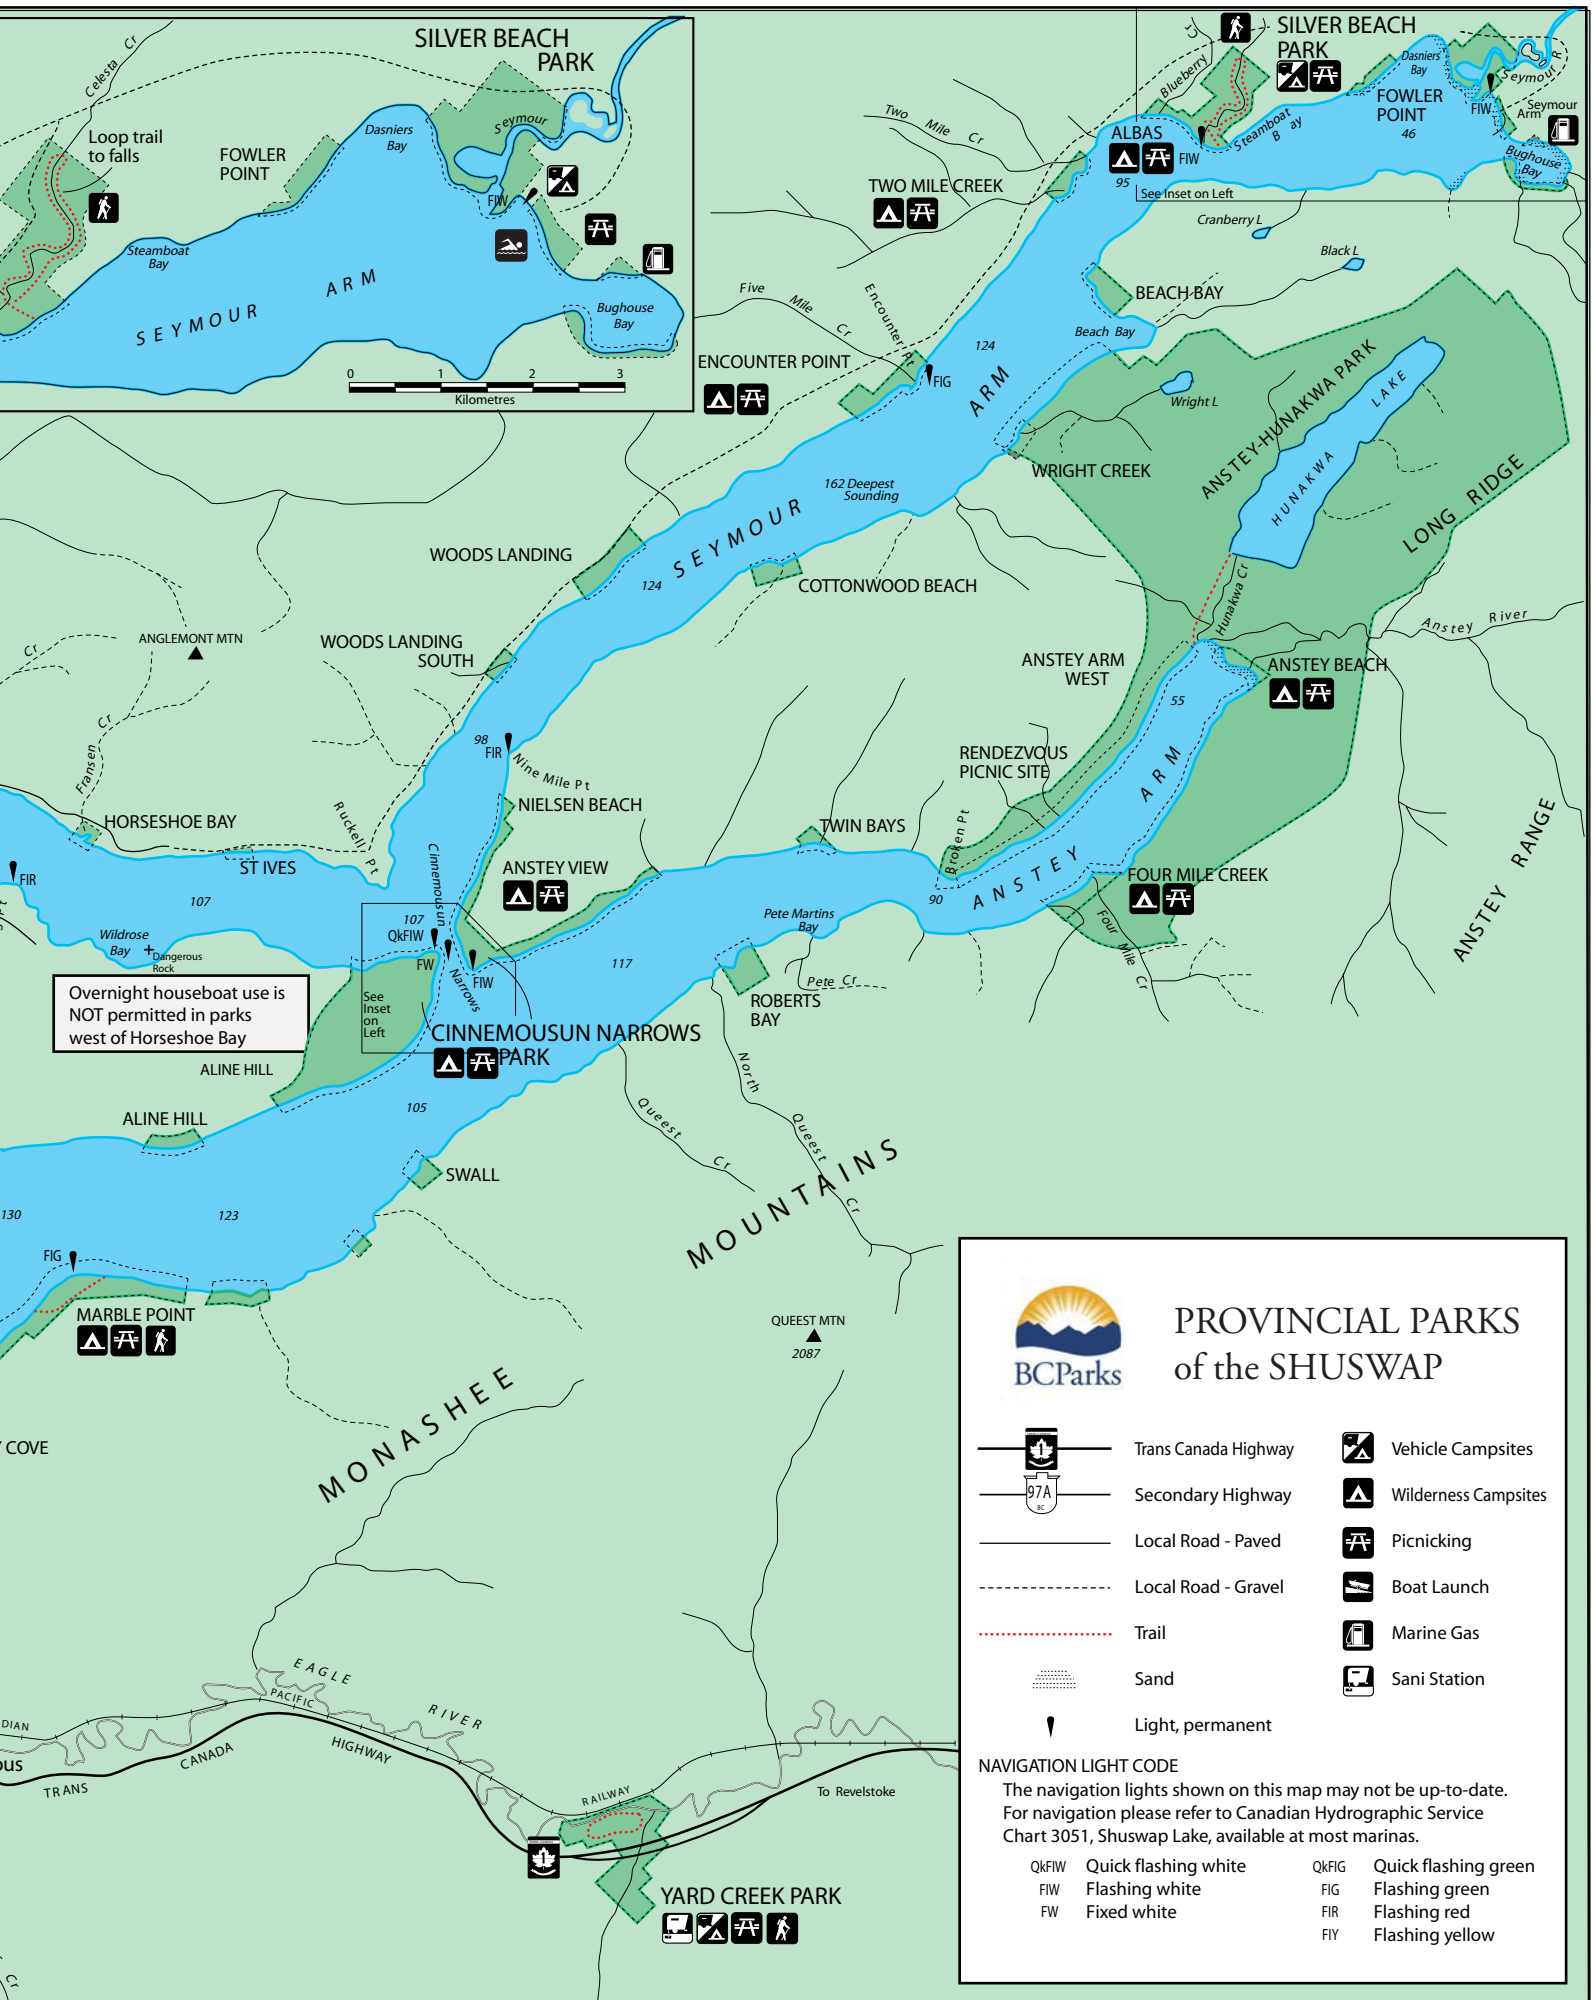 SILVER BEACH
PARK
Celesta Cr
Loop trail
to falls
FOWLER
POINT
Dasniers
Bay
Seymour
FIW
Steamboat
Bay
SEYMOUR ARM
Bughouse
Bay
0 1 2 3
Kilometres
SILVER BEACH
PARK
Blueberry
Cr
Dasniers
Bay
Seymour R
FOWLER
POINT
46
FIW
Seymour
Arm
Steamboat
B ay
Bughouse
Bay
ALBAS
FIW
95
See Inset on Left
Two Mile Cr
TWO MILE CREEK
Cranberry L
Black L
Five Mile Cr
Encounter Pt
BEACH BAY
Beach Bay
124
ENCOUNTER POINT
FIG
SEYMOUR ARM
Wright L
WRIGHT CREEK
ANSTEY-HUNAKWA PARK
HUNAKWA LAKE
LONG RIDGE
162 Deepest
Sounding
WOODS LANDING
124
COTTONWOOD BEACH
Hunakwa Cr
Anstey River
ANGLEMONT MTN
Cr
WOODS LANDING
SOUTH
ANSTEY ARM
WEST
ANSTEY BEACH
55
Fransen Cr
98
FIR
Nine Mile Pt
RENDEZVOUS
PICNIC SITE
ANSTEY ARM
HORSESHOE BAY
Ruckell Pt
NIELSEN BEACH
TWIN BAYS
Broken Pt
ANSTEY RANGE
FIR
ST IVES
Cinnemousun
Narrows
ANSTEY VIEW
FOUR MILE CREEK
107
90
Four Mile Cr
107
QkFIW
FW
FIW
Pete Martins
Bay
Wildrose
Bay
Dangerous
Rock
117
Pete Cr
Overnight houseboat use is
NOT permitted in parks
west of Horseshoe Bay
See
Inset
on
Left
ROBERTS
BAY
CINNEMOUSUN NARROWS
PARK
ALINE HILL
North Queest Cr
Queest Cr
105
ALINE HILL
SWALL
MONASHEE MOUNTAINS
130
123
FIG
MARBLE POINT
QUEEST MTN
2087
COVE
EAGLE RIVER
DIAN
PACIFIC
RAILWAY
ous
TRANS CANADA HIGHWAY
To Revelstoke
1
YARD CREEK PARK
Cr
BCParks
PROVINCIAL PARKS
of the SHUSWAP
1 Trans Canada Highway
97A
BC
Secondary Highway
Local Road - Paved
Local Road - Gravel
Trail
Sand
Light, permanent
Vehicle Campsites
Wilderness Campsites
Picnicking
Boat Launch
Marine Gas
Sani Station
NAVIGATION LIGHT CODE
The navigation lights shown on this map may not be up-to-date.
For navigation please refer to Canadian Hydrographic Service
Chart 3051, Shuswap Lake, available at most marinas.
QkFIW Quick flashing white
FIW Flashing white
FW Fixed white
QkFIG Quick flashing green
FIG Flashing green
FIR Flashing red
FIY Flashing yellow